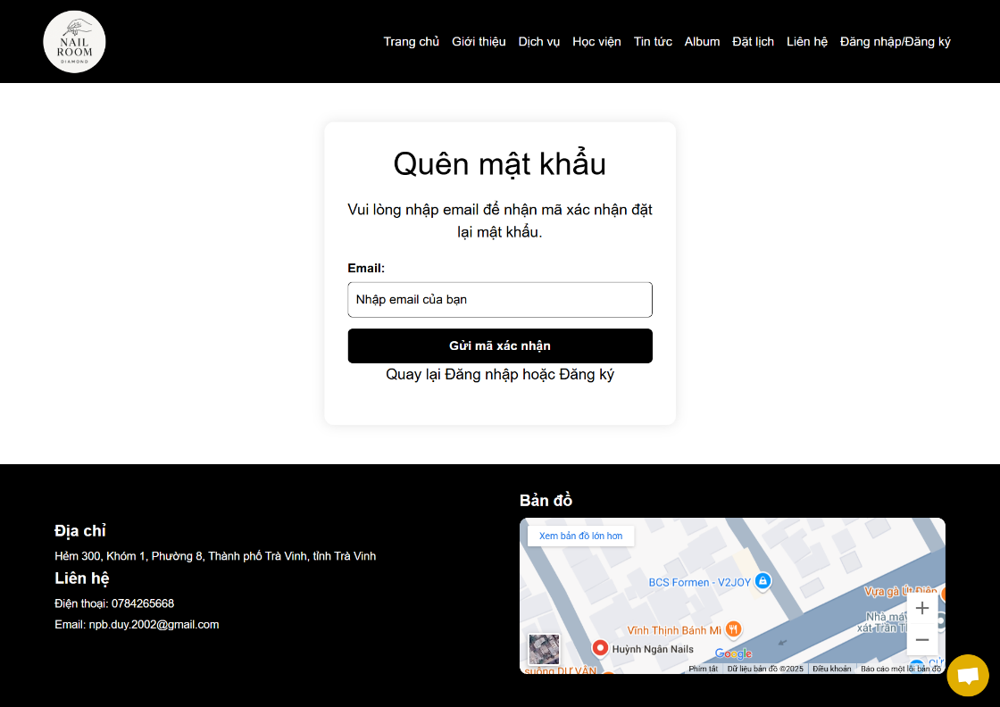 NAIL
ROOM
DIAMOND
Trang chủ Giới thiệu Dịch vụ Học viện Tin tức Album Đặt lịch Liên hệ Đăng nhập/Đăng ký
Quên mật khẩu
Vui lòng nhập email để nhận mã xác nhận đặt
lại mật khẩu.
Email:
Nhập email của bạn
Gửi mã xác nhận
Quay lại Đăng nhập hoặc Đăng ký
Địa chỉ
Hẻm 300, Khóm 1, Phường 8, Thành phố Trà Vinh, tỉnh Trà Vinh
Liên hệ
Điện thoại: 0784265668
Email: npb.duy.2002@gmail.com
Bản đồ
Xem bản đồ lớn hơn
BCS Formen - V2JOY
Vựa gà Út Điện
Nhà máy
xát Trần
Vĩnh Thịnh Bánh Mì
Huỳnh Ngân Nails
Google
Phím tắt Dữ liệu bản đồ ©2025 Điều khoản Báo cáo một lỗi bản đồ